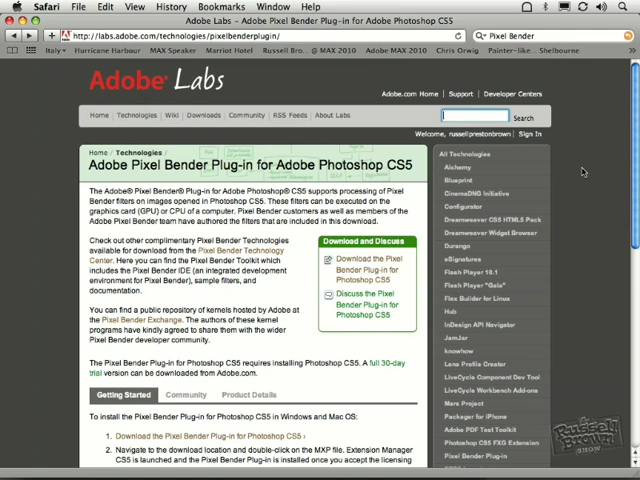 Safari File Edit View History Bookmarks Window Help
Adobe Labs - Adobe Pixel Bender Plug-in for Adobe Photoshop CS5
http://labs.adobe.com/technologies/pixelbenderplugin/
Pixel Bender
Italy Hurricane Harbour MAX Speaker Marriot Russell Bro...@ MAX 2010 Adobe MAX 2010 Chris Orwig Painter-like... Shelbourne
Adobe Labs
Adobe.com Home Support Developer Centers
Home Technologies Wiki Downloads Community RSS Feeds About Labs
Search
Welcome, russellprestonbrown Sign In
Home / Technologies /
Adobe Pixel Bender Plug-in for Adobe Photoshop CS5
The Adobe® Pixel Bender® Plug-in for Adobe Photoshop® CS5 supports processing of Pixel
Bender filters on images opened in Photoshop CS5. These filters can be executed on the
graphics card (GPU) or CPU of a computer. Pixel Bender customers as well as members of the
Adobe Pixel Bender team have authored the filters that are included in this download.
Check out other complimentary Pixel Bender Technologies
available for download from the Pixel Bender Technology
Center. Here you can find the Pixel Bender Toolkit which
includes the Pixel Bender IDE (an integrated development
environment for Pixel Bender), sample filters, and
documentation.
You can find a public repository of kernels hosted by Adobe at
the Pixel Bender Exchange. The authors of these kernel
programs have kindly agreed to share them with the wider
Pixel Bender developer community.
Download and Discuss
Download the Pixel
Bender Plug-in for
Photoshop CS5
Discuss the Pixel
Bender Plug-in for
Photoshop CS5
The Pixel Bender Plug-in for Photoshop CS5 requires installing Photoshop CS5. A full 30-day
trial version can be downloaded from Adobe.com.
Getting Started Community Product Details
To install the Pixel Bender Plug-in for Photoshop CS5 in Windows and Mac OS:
1. Download the Pixel Bender Plug-in for Photoshop CS5 ›
2. Navigate to the download location and double-click on the MXP file. Extension Manager
CS5 is launched and the Pixel Bender Plug-in is installed once you accept the licensing
All Technologies
Alchemy
Blueprint
CinemaDNG Initiative
Configurator
Dreamweaver CS5 HTML5 Pack
Dreamweaver Widget Browser
Durango
eSignatures
Flash Player 10.1
Flash Player "Gala"
Flex Builder for Linux
Hub
InDesign API Navigator
JamJar
knowhow
Lens Profile Creator
LiveCycle Component Dev Tool
LiveCycle Workbench Add-ons
Mars Project
Packager for iPhone
Adobe PDF Test Toolkit
Photoshop CS5 FXG Extension
Pixel Bender Plug-in
Russell
Brown
SHOW